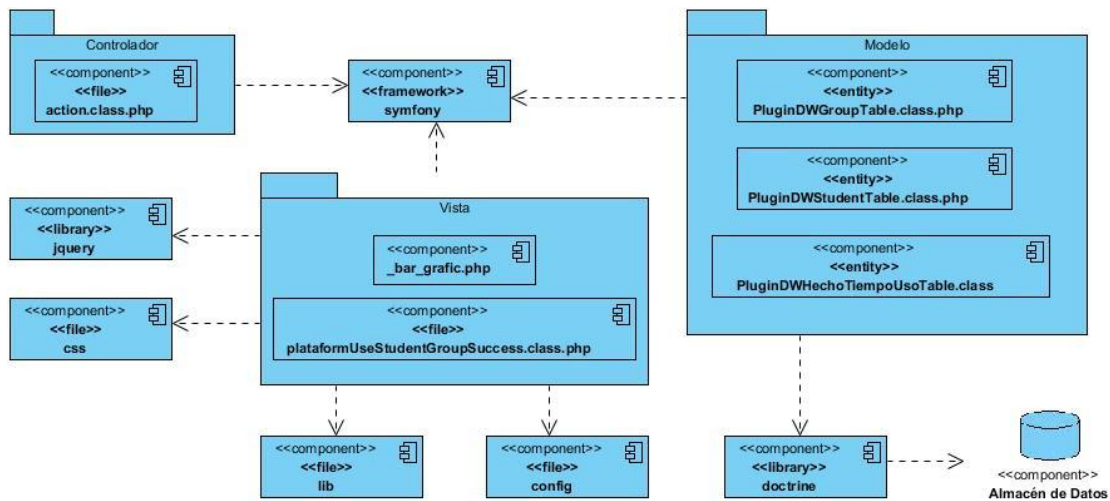 Controlador
<<component>>
<<file>>
action.class.php
<<component>>
<<framework>>
symfony
Modelo
<<component>>
<<entity>>
PluginDWGroupTable.class.php
<<component>>
<<entity>>
PluginDWStudentTable.class.php
<<component>>
<<entity>>
PluginDWHechoTiempoUsoTable.class
<<component>>
<<library>>
jquery
<<component>>
<<file>>
css
Vista
<<component>>
_bar_grafic.php
<<component>>
<<file>>
plataformUseStudentGroupSuccess.class.php
<<component>>
<<file>>
lib
<<component>>
<<file>>
config
<<component>>
<<library>>
doctrine
<<component>>
Almacén de Datos